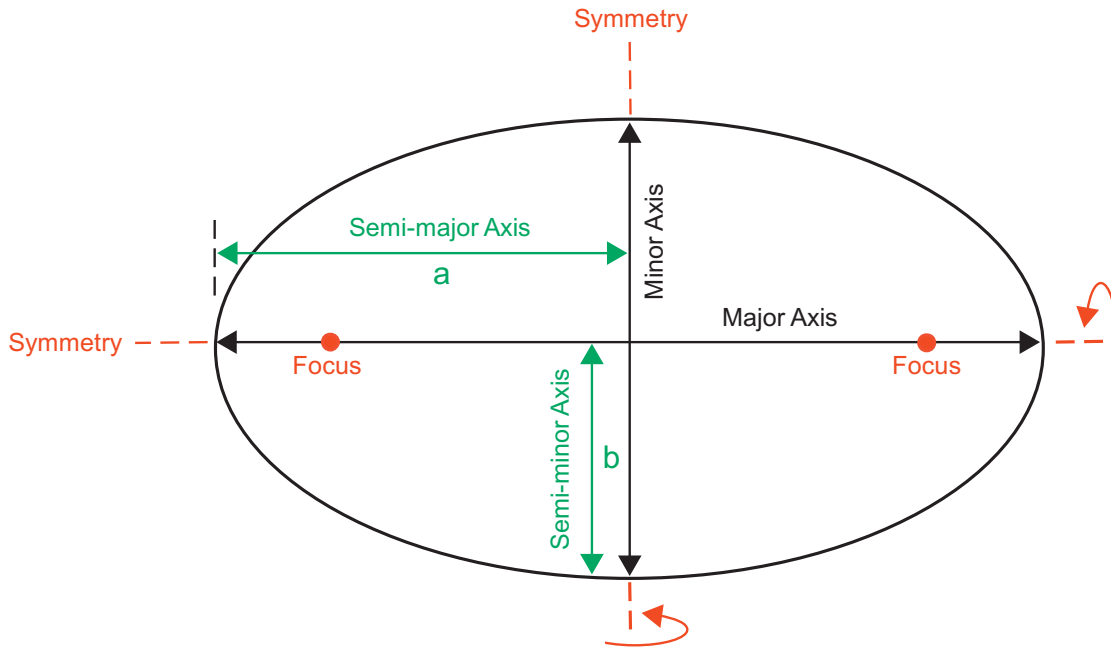 Symmetry
Minor Axis
Semi-major Axis
a
Major Axis
Symmetry
Focus
Focus
Semi-minor Axis
b